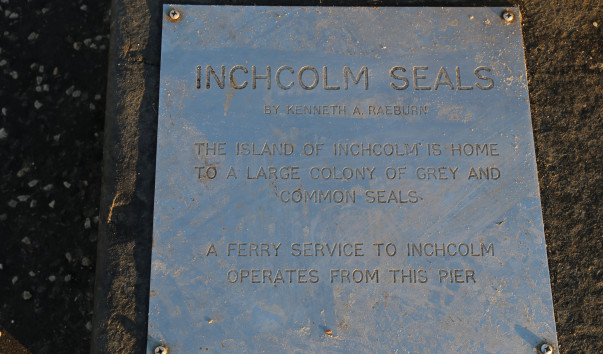 INCHCOLM SEALS
BY KENNETH A. RAEBURN
THE ISLAND OF INCHCOLM IS HOME
TO A LARGE COLONY OF GREY AND
COMMON SEALS
A FERRY SERVICE TO INCHCOLM
OPERATES FROM THIS PIER